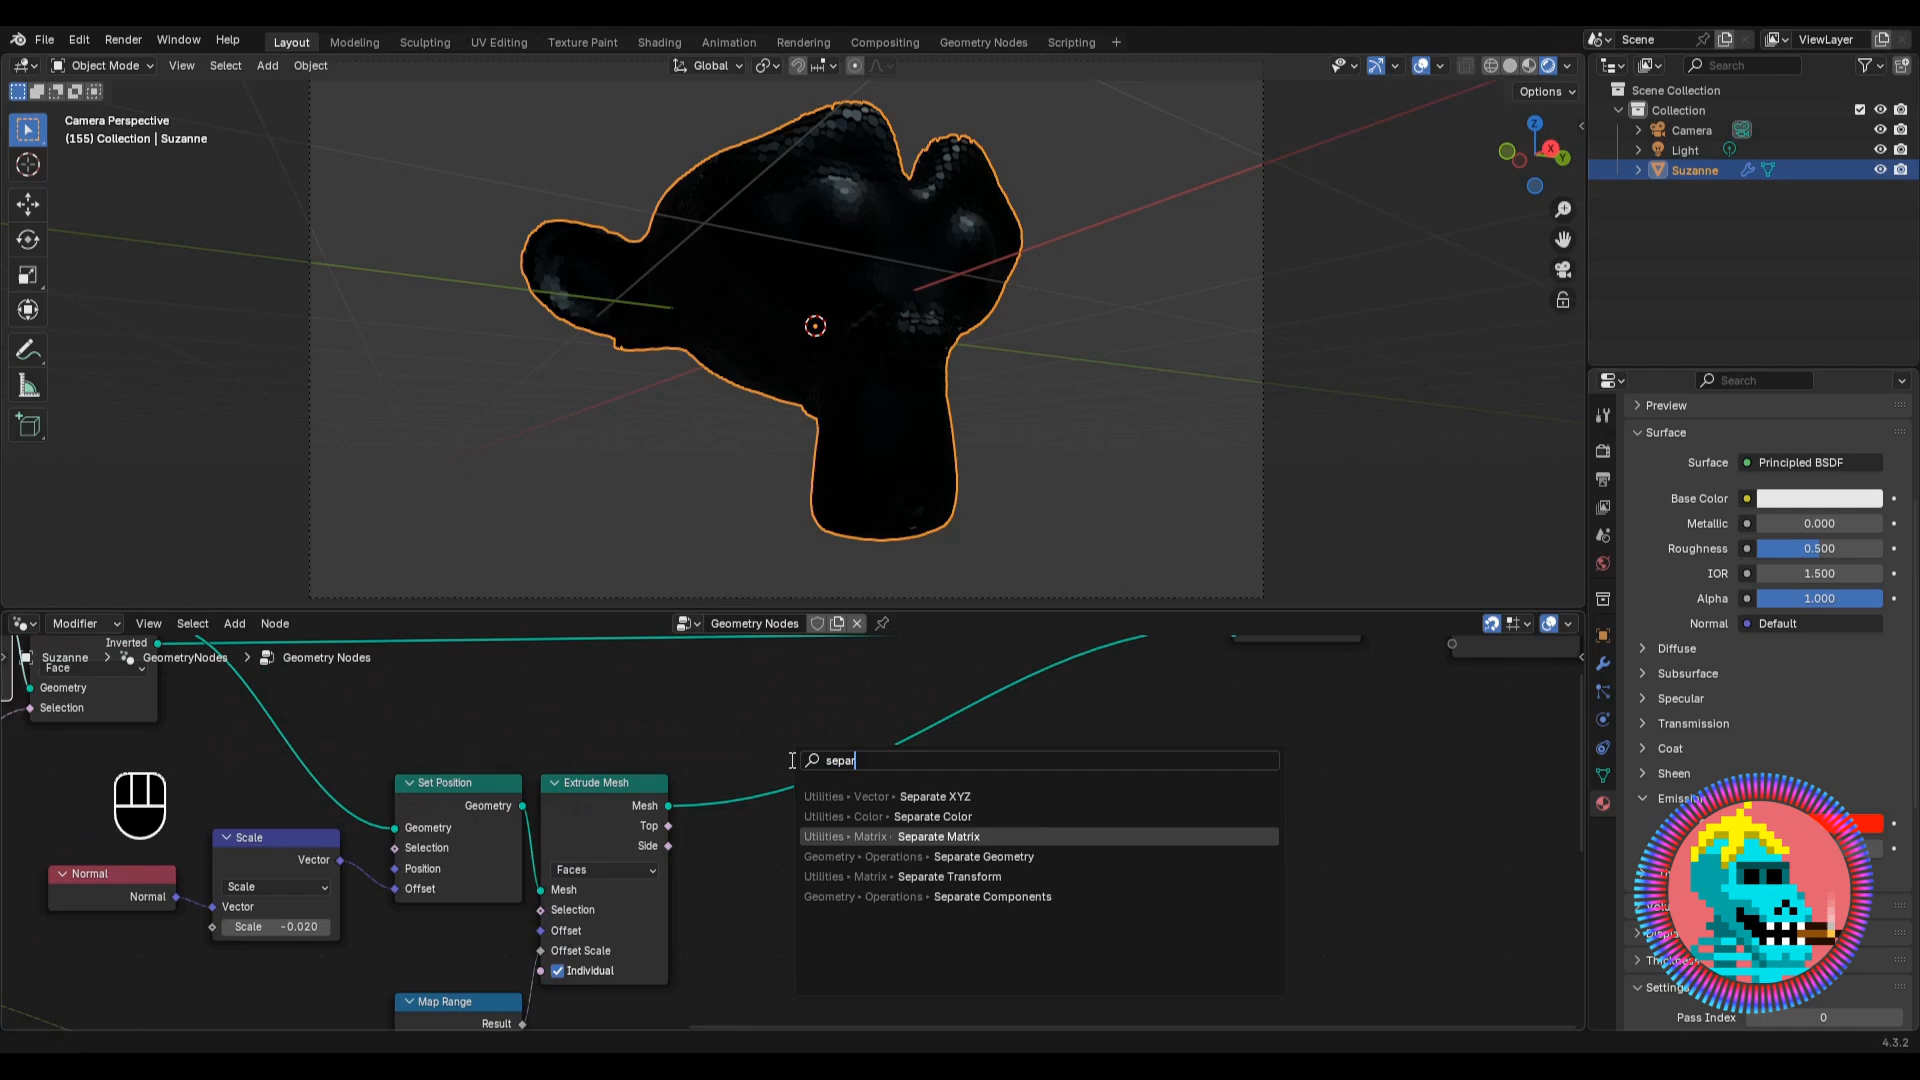 File Edit Render Window Help
Layout Modeling Sculpting UV Editing Texture Paint Shading Animation Rendering Compositing Geometry Nodes Scripting +
Scene
ViewLayer
Object Mode View Select Add Object
Global
Options
Search
Camera Perspective
(155) Collection | Suzanne
Z
X
Y
Scene Collection
Collection
Camera
Light
Suzanne
Search
Preview
Surface
Surface Principled BSDF
Base Color
Metallic 0.000
Roughness 0.500
IOR 1.500
Alpha 1.000
Normal Default
Diffuse
Subsurface
Specular
Transmission
Coat
Sheen
Thickness
Settings
Pass Index 0
4.3.2
Modifier View Select Add Node
Geometry Nodes
Inverted
Suzanne > GeometryNodes > Geometry Nodes
Face
Geometry
Selection
Normal
Normal
Scale
Vector
Scale
Vector
Scale -0.020
Set Position
Geometry
Geometry
Selection
Position
Offset
Extrude Mesh
Mesh
Top
Side
Faces
Mesh
Selection
Offset
Offset Scale
Individual
Map Range
Result
separ
Utilities ▸ Vector ▸ Separate XYZ
Utilities ▸ Color ▸ Separate Color
Utilities ▸ Matrix ▸ Separate Matrix
Geometry ▸ Operations ▸ Separate Geometry
Utilities ▸ Matrix ▸ Separate Transform
Geometry ▸ Operations ▸ Separate Components